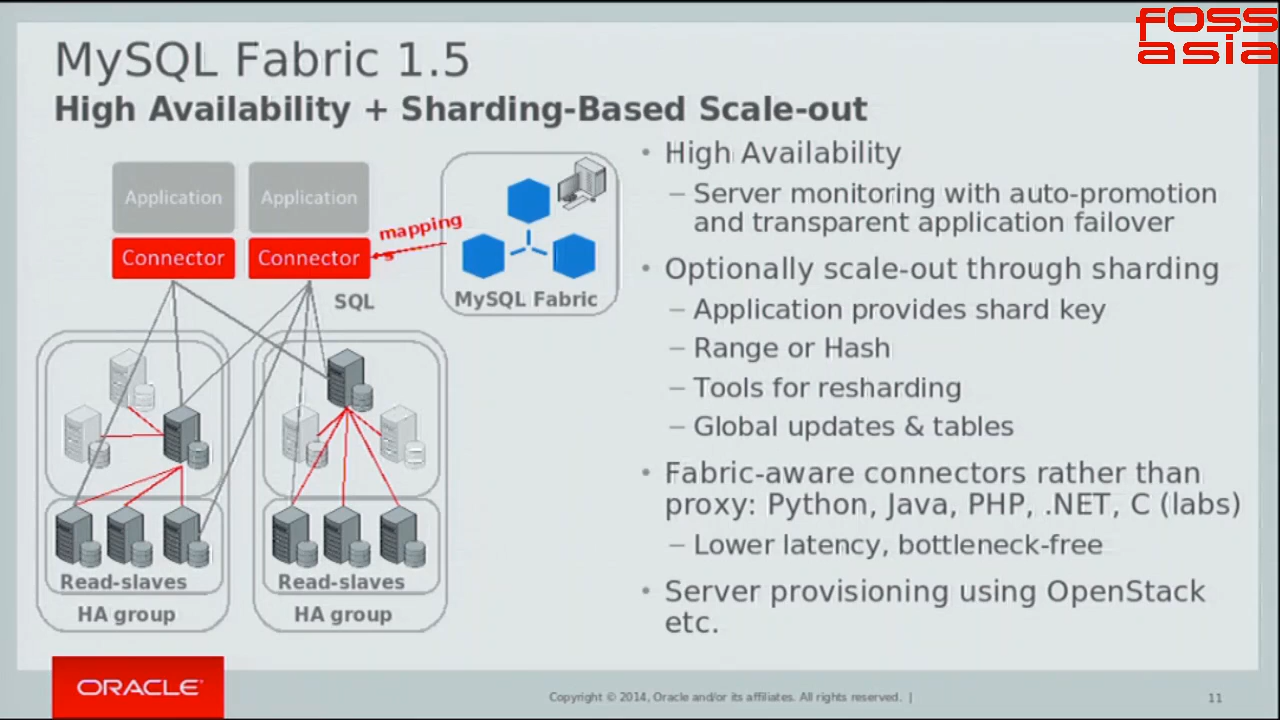 FOSS
asia
MySQL Fabric 1.5
High Availability + Sharding-Based Scale-out
Application
Application
Connector
Connector
mappings
SQL
MySQL Fabric
Read-slaves
HA group
Read-slaves
HA group
• High Availability
– Server monitoring with auto-promotion
and transparent application failover
• Optionally scale-out through sharding
– Application provides shard key
– Range or Hash
– Tools for resharding
– Global updates & tables
• Fabric-aware connectors rather than
proxy: Python, Java, PHP, .NET, C (labs)
– Lower latency, bottleneck-free
• Server provisioning using OpenStack
etc.
ORACLE
Copyright © 2014, Oracle and/or its affiliates. All rights reserved. |
11